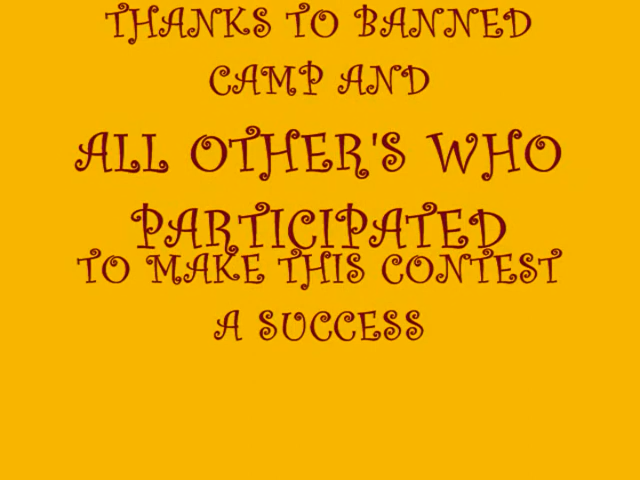 THANKS TO BANNED
CAMP AND
ALL OTHER'S WHO
PARTICIPATED
TO MAKE THIS CONTEST
A SUCCESS